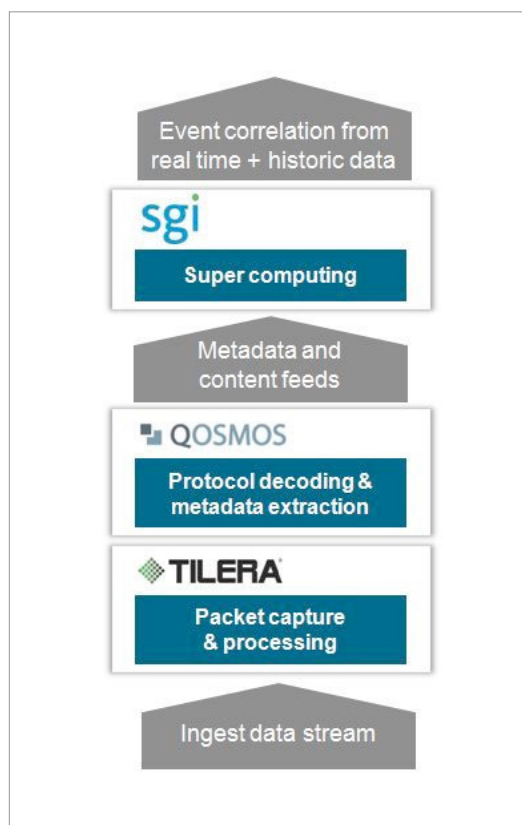 Event correlation from
real time + historic data
sgi
Super computing
Metadata and
content feeds
QOSMOS
Protocol decoding &
metadata extraction
TILERA
Packet capture
& processing
Ingest data stream